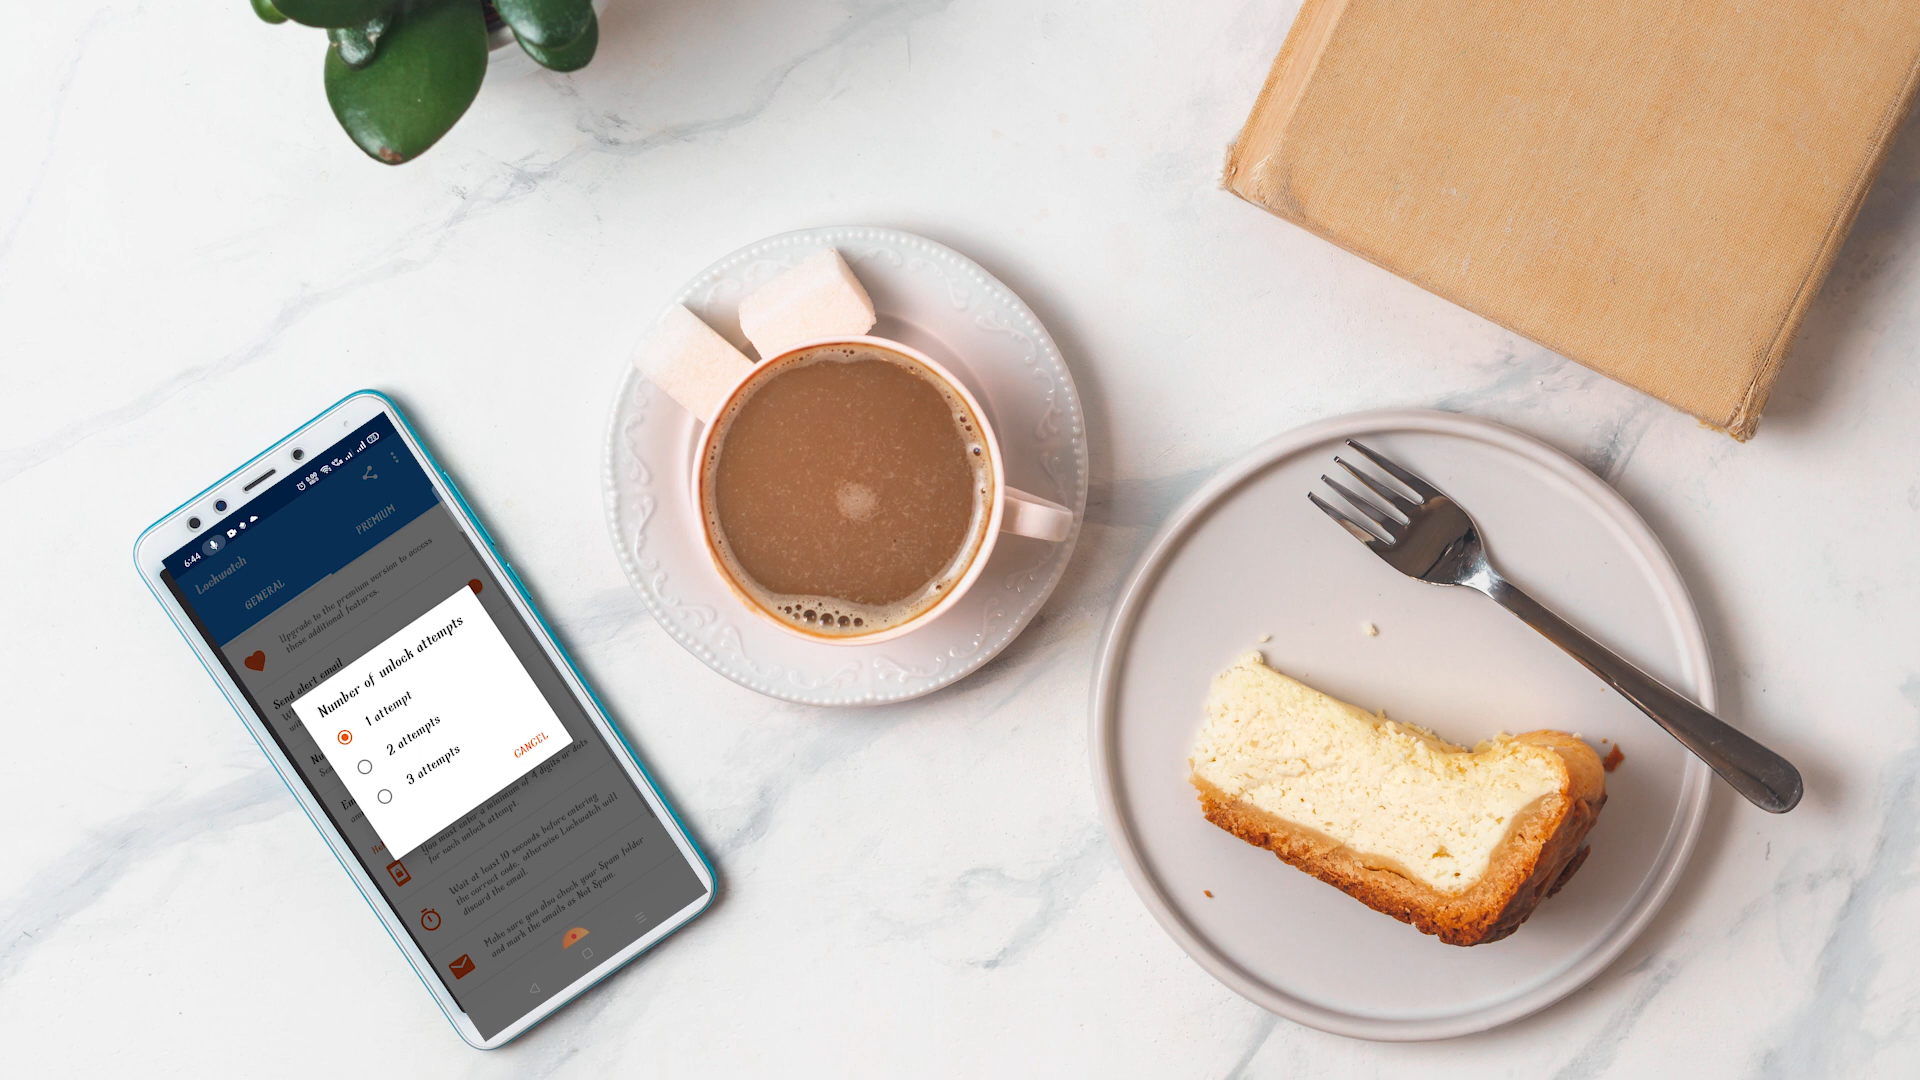 6:44
Lockwatch
GENERAL
PREMIUM
Upgrade to the premium version to access
these additional features.
Send alert email
Number of unlock attempts
1 attempt
2 attempts
3 attempts
CANCEL
You must enter a minimum of 4 digits or dots
for each unlock attempt.
Wait at least 10 seconds before entering
the correct code, otherwise Lockwatch will
discard the email.
Make sure you also check your Spam folder
and mark the emails as Not Spam.